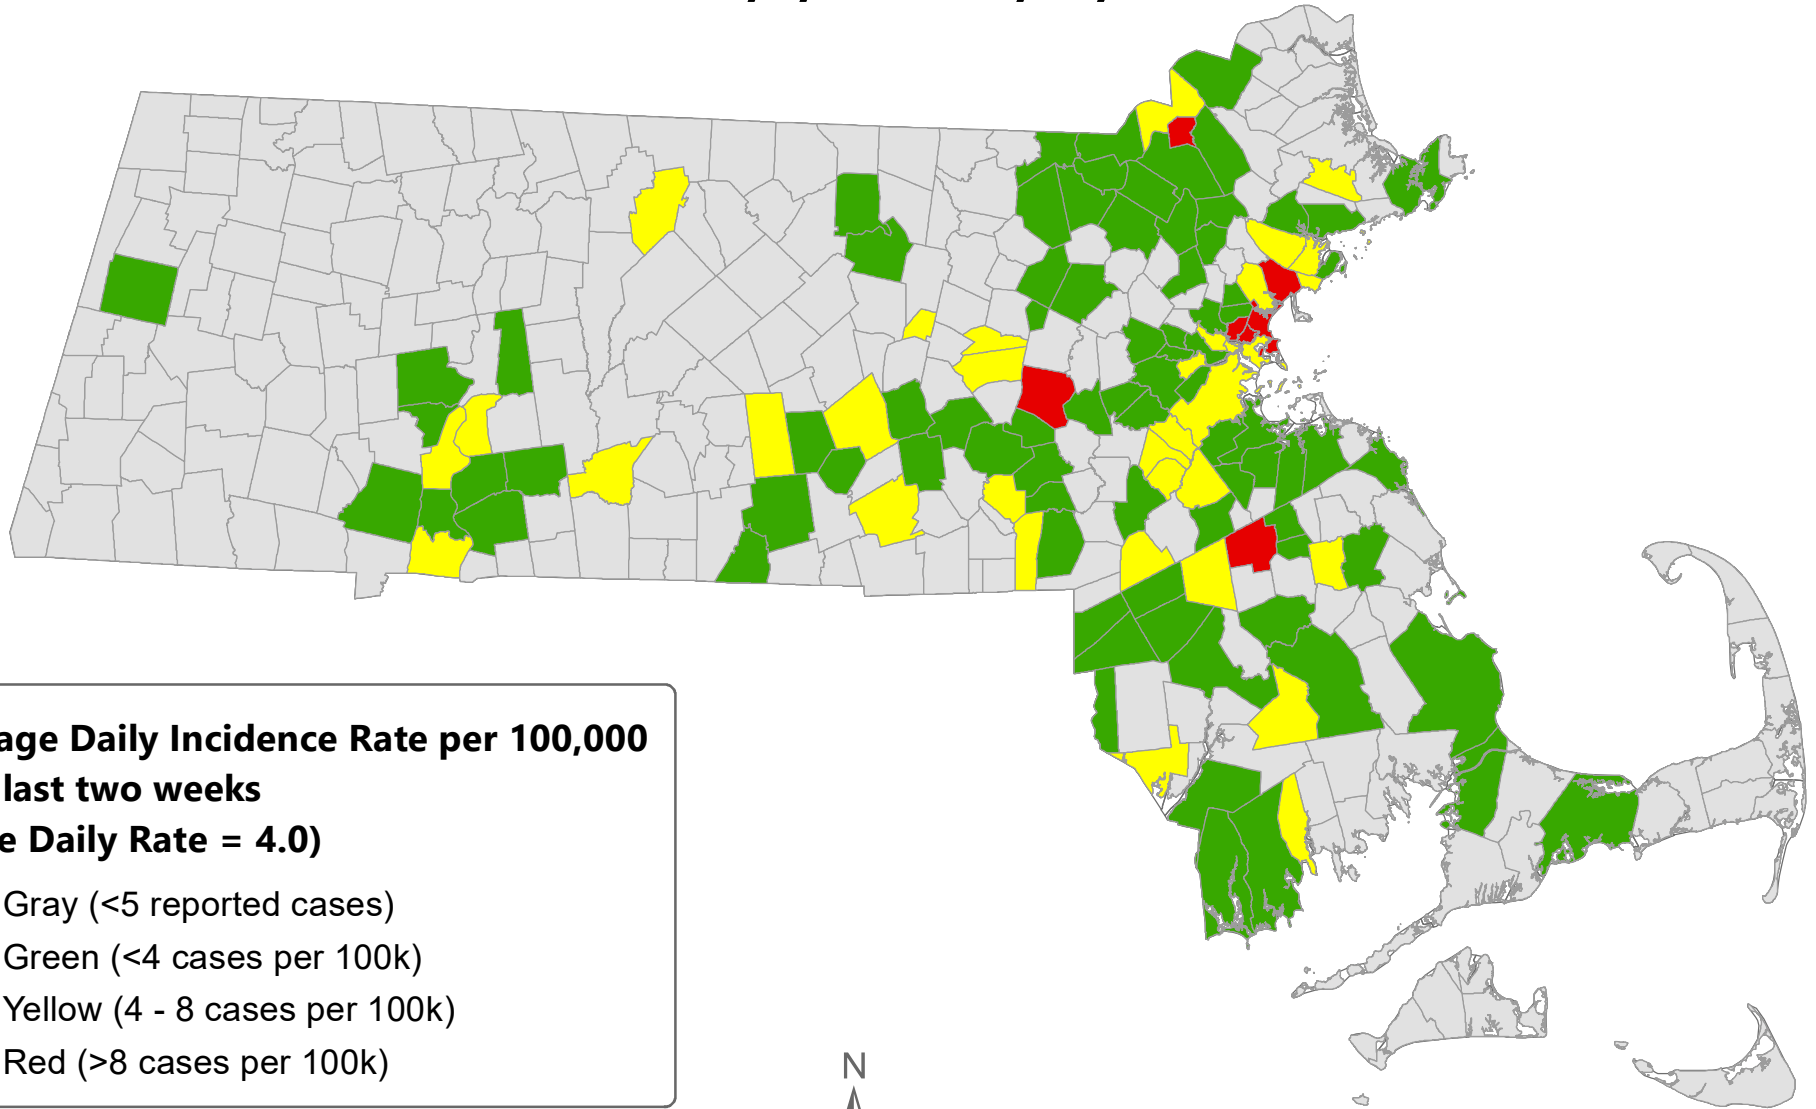 age Daily Incidence Rate per 100,000
last two weeks
e Daily Rate = 4.0)
Gray (<5 reported cases)
Green (<4 cases per 100k)
Yellow (4 - 8 cases per 100k)
Red (>8 cases per 100k)
N